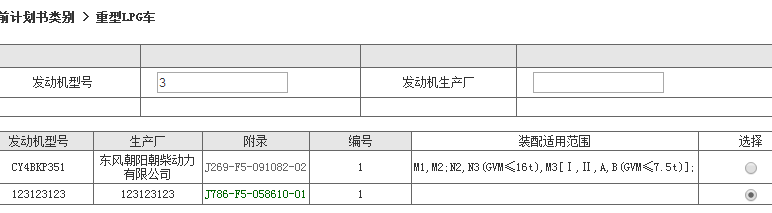 前计划书类别 > 重型LPG车
发动机型号 3 发动机生产厂
发动机型号 生产厂 附录 编号 装配适用范围 选择
CY4BKP351 东风朝阳朝柴动力有限公司 J269-F5-091082-02 1 M1,M2;N2,N3(GVM≤16t),M3[Ⅰ,Ⅱ,A,B(GVM≤7.5t)];
123123123 123123123 J786-F5-058610-01 1